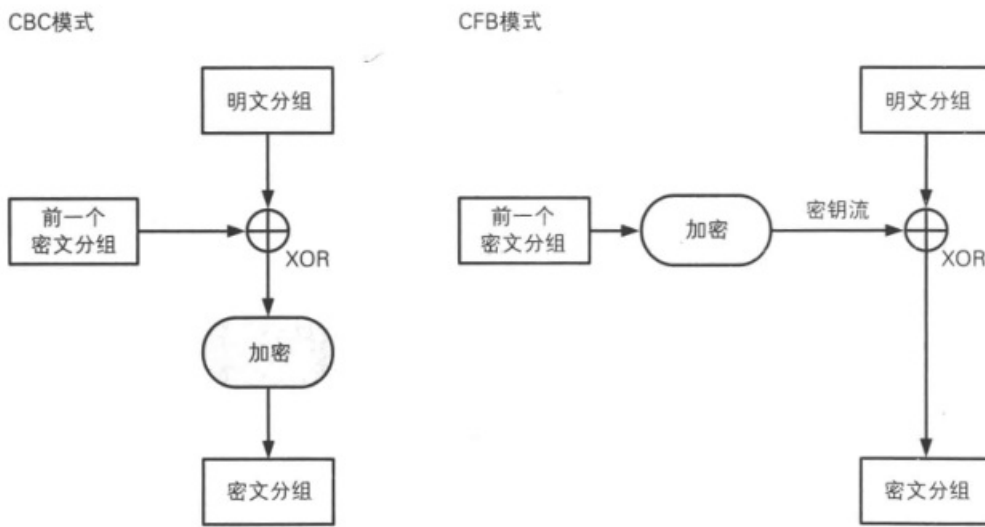 CBC模式
明文分组
前一个
密文分组
XOR
加密
密文分组
CFB模式
明文分组
前一个
密文分组
加密
密钥流
XOR
密文分组